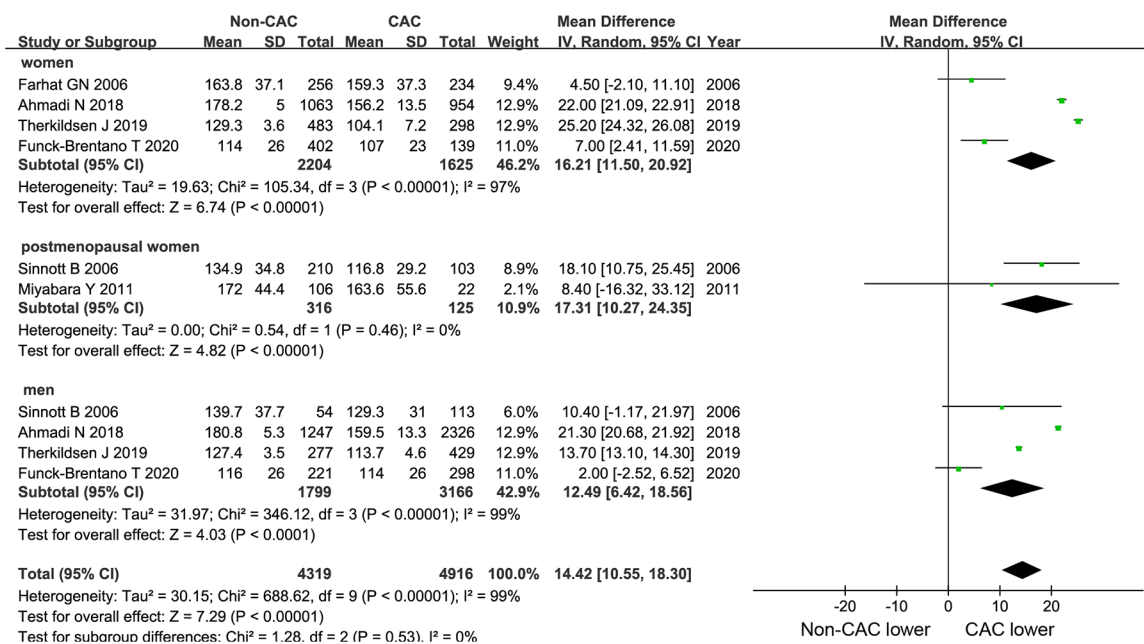 Non-CAC CAC Mean Difference Mean Difference
Study or Subgroup Mean SD Total Mean SD Total Weight IV, Random, 95% CI Year IV, Random, 95% CI
women
Farhat GN 2006 163.8 37.1 256 159.3 37.3 234 9.4% 4.50 [-2.10, 11.10] 2006
Ahmadi N 2018 178.2 5 1063 156.2 13.5 954 12.9% 22.00 [21.09, 22.91] 2018
Therkildsen J 2019 129.3 3.6 483 104.1 7.2 298 12.9% 25.20 [24.32, 26.08] 2019
Funck-Brentano T 2020 114 26 402 107 23 139 11.0% 7.00 [2.41, 11.59] 2020
Subtotal (95% CI) 2204 1625 46.2% 16.21 [11.50, 20.92]
Heterogeneity: Tau² = 19.63; Chi² = 105.34, df = 3 (P < 0.00001); I² = 97%
Test for overall effect: Z = 6.74 (P < 0.00001)
postmenopausal women
Sinnott B 2006 134.9 34.8 210 116.8 29.2 103 8.9% 18.10 [10.75, 25.45] 2006
Miyabara Y 2011 172 44.4 106 163.6 55.6 22 2.1% 8.40 [-16.32, 33.12] 2011
Subtotal (95% CI) 316 125 10.9% 17.31 [10.27, 24.35]
Heterogeneity: Tau² = 0.00; Chi² = 0.54, df = 1 (P = 0.46); I² = 0%
Test for overall effect: Z = 4.82 (P < 0.00001)
men
Sinnott B 2006 139.7 37.7 54 129.3 31 113 6.0% 10.40 [-1.17, 21.97] 2006
Ahmadi N 2018 180.8 5.3 1247 159.5 13.3 2326 12.9% 21.30 [20.68, 21.92] 2018
Therkildsen J 2019 127.4 3.5 277 113.7 4.6 429 12.9% 13.70 [13.10, 14.30] 2019
Funck-Brentano T 2020 116 26 221 114 26 298 11.0% 2.00 [-2.52, 6.52] 2020
Subtotal (95% CI) 1799 3166 42.9% 12.49 [6.42, 18.56]
Heterogeneity: Tau² = 31.97; Chi² = 346.12, df = 3 (P < 0.00001); I² = 99%
Test for overall effect: Z = 4.03 (P < 0.0001)
Total (95% CI) 4319 4916 100.0% 14.42 [10.55, 18.30]
Heterogeneity: Tau² = 30.15; Chi² = 688.62, df = 9 (P < 0.00001); I² = 99%
Test for overall effect: Z = 7.29 (P < 0.00001)
Test for subgroup differences: Chi² = 1.28, df = 2 (P = 0.53), I² = 0%
-20 -10 0 10 20
Non-CAC lower CAC lower